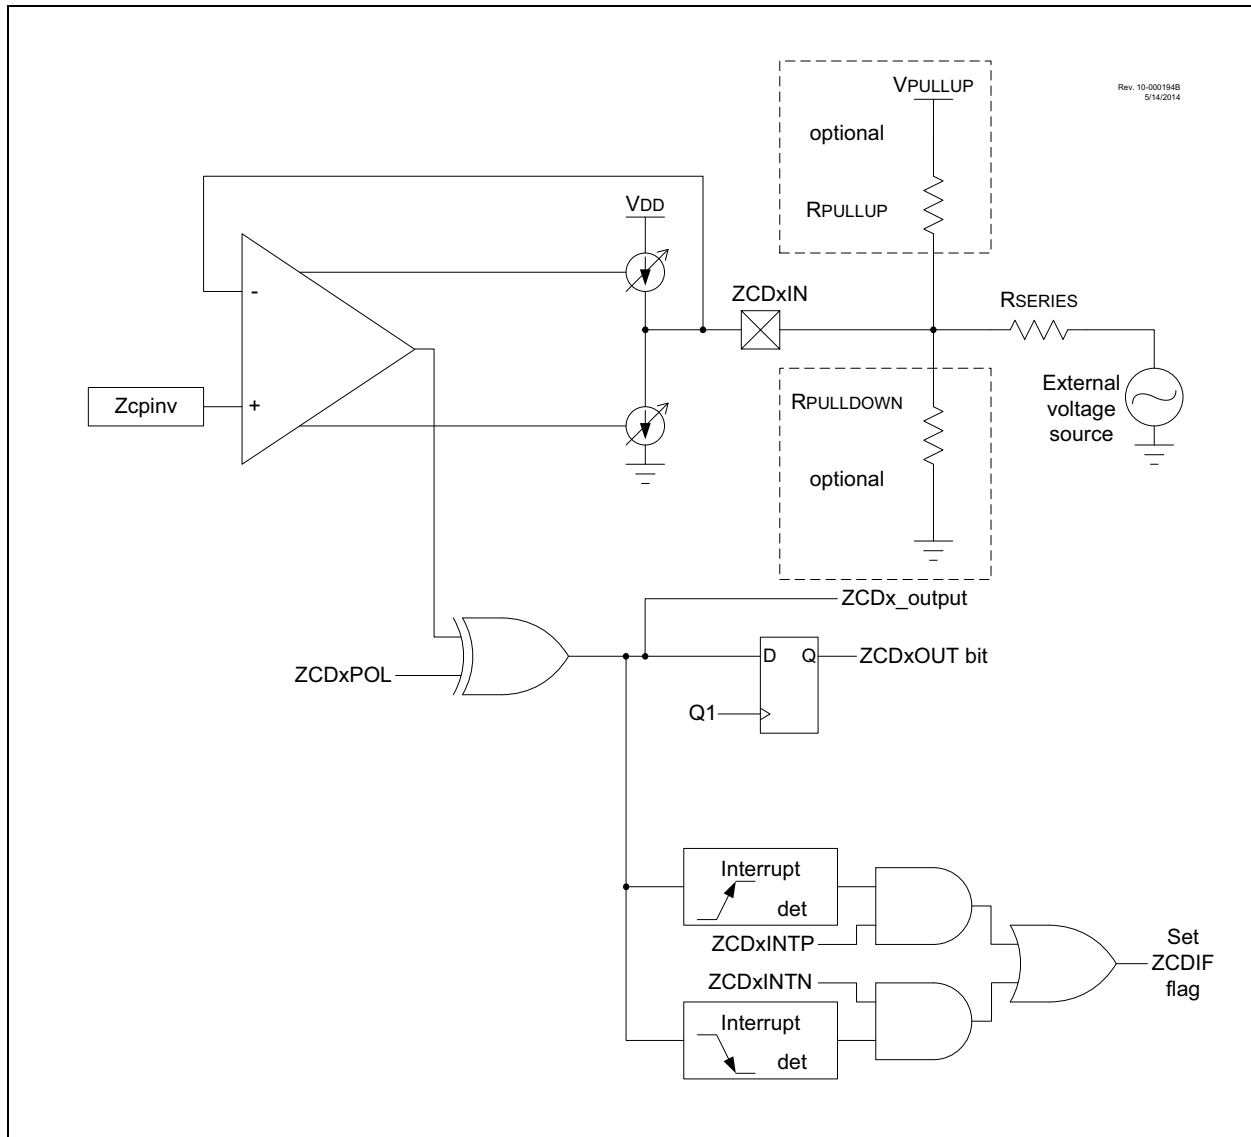 VPULLUP
Rev. 10-000194B
5/14/2014
optional
RPULLUP
VDD
ZCDxIN
RSERIES
-
Zcpinv
+
External
voltage
source
RPULLDOWN
optional
ZCDx_output
ZCDxPOL
D Q
ZCDxOUT bit
Q1
Interrupt
det
ZCDxINTP
Set
ZCDIF
flag
ZCDxINTN
Interrupt
det